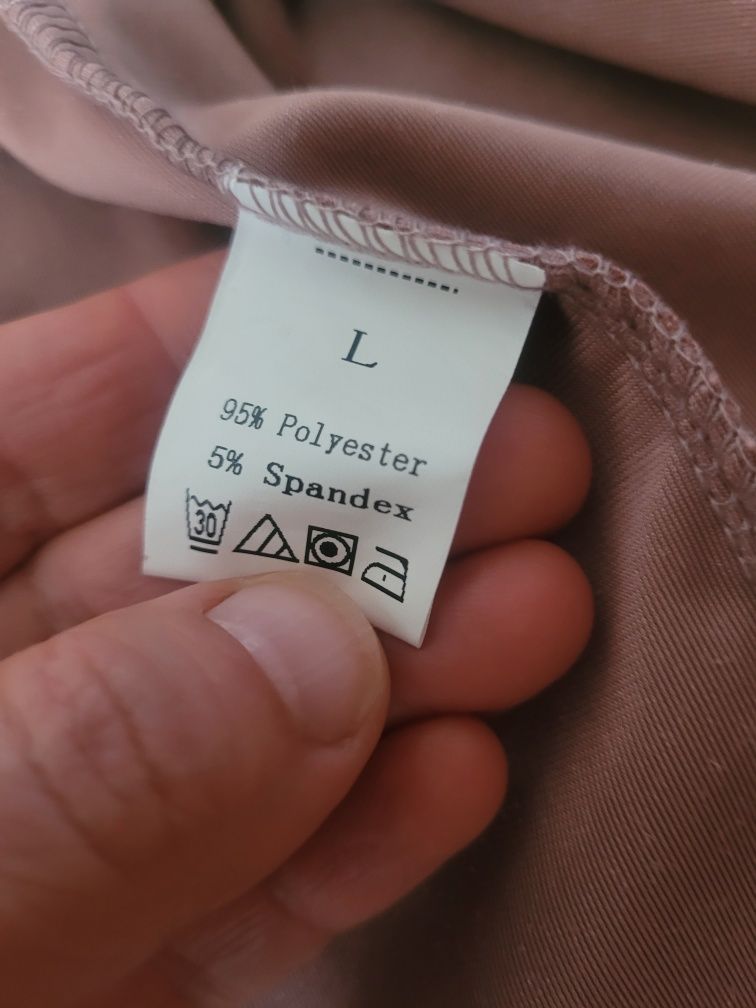 L
95% Polyester
5% Spandex
30